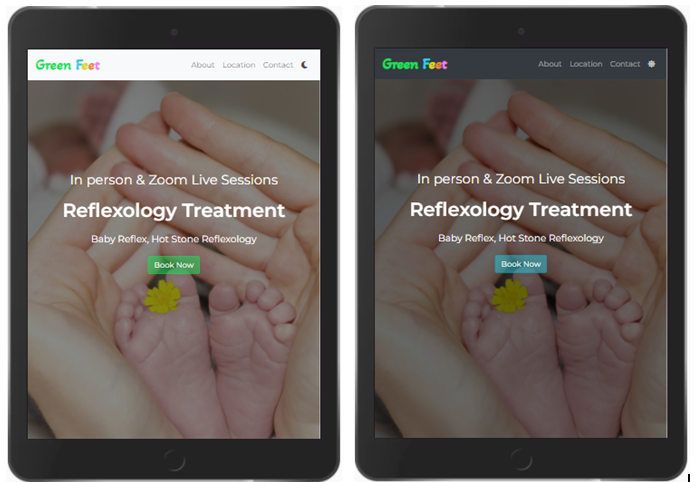 Green Feet
About Location Contact
In person & Zoom Live Sessions
Reflexology Treatment
Baby Reflex, Hot Stone Reflexology
Book Now
Green Feet
About Location Contact
In person & Zoom Live Sessions
Reflexology Treatment
Baby Reflex, Hot Stone Reflexology
Book Now